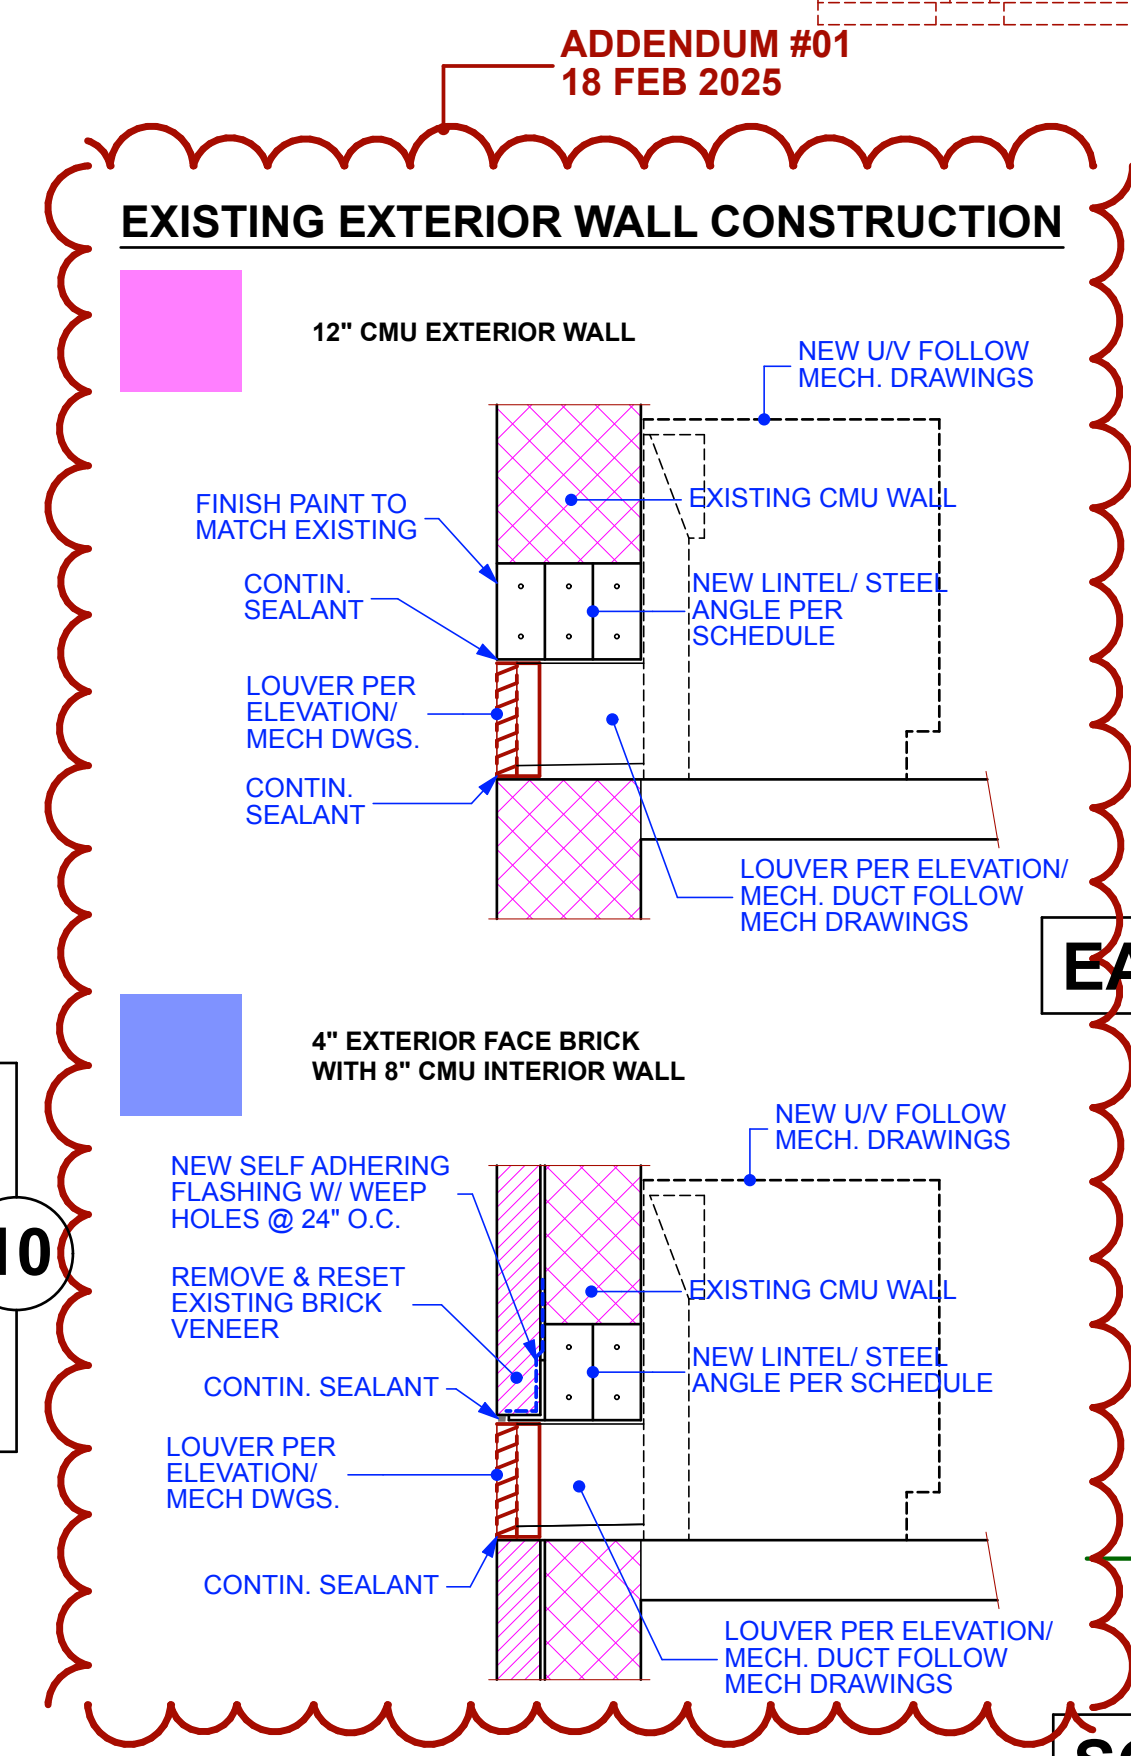 ADDENDUM #01
18 FEB 2025
EXISTING EXTERIOR WALL CONSTRUCTION
12" CMU EXTERIOR WALL
NEW U/V FOLLOW
MECH. DRAWINGS
EXISTING CMU WALL
FINISH PAINT TO
MATCH EXISTING
CONTIN.
SEALANT
NEW LINTEL/ STEEL
ANGLE PER
SCHEDULE
LOUVER PER
ELEVATION/
MECH DWGS.
CONTIN.
SEALANT
LOUVER PER ELEVATION/
MECH. DUCT FOLLOW
MECH DRAWINGS
4" EXTERIOR FACE BRICK
WITH 8" CMU INTERIOR WALL
NEW U/V FOLLOW
MECH. DRAWINGS
NEW SELF ADHERING
FLASHING W/ WEEP
HOLES @ 24" O.C.
REMOVE & RESET
EXISTING BRICK
VENEER
EXISTING CMU WALL
NEW LINTEL/ STEEL
ANGLE PER SCHEDULE
CONTIN. SEALANT
LOUVER PER
ELEVATION/
MECH DWGS.
CONTIN. SEALANT
LOUVER PER ELEVATION/
MECH. DUCT FOLLOW
MECH DRAWINGS